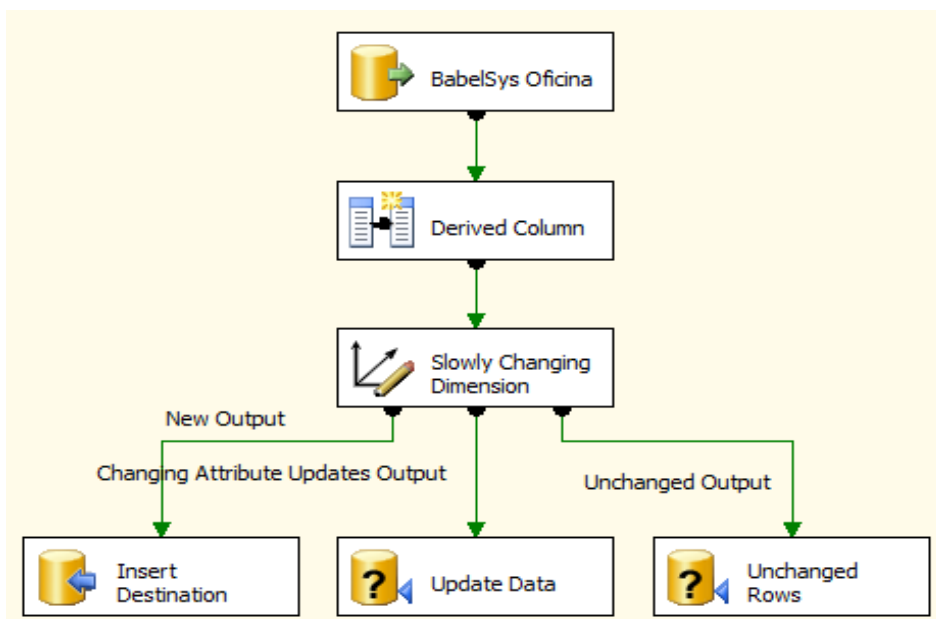 BabelSys Oficina
Derived Column
Slowly Changing
Dimension
New Output
Changing Attribute Updates Output
Unchanged Output
Insert
Destination
Update Data
Unchanged
Rows